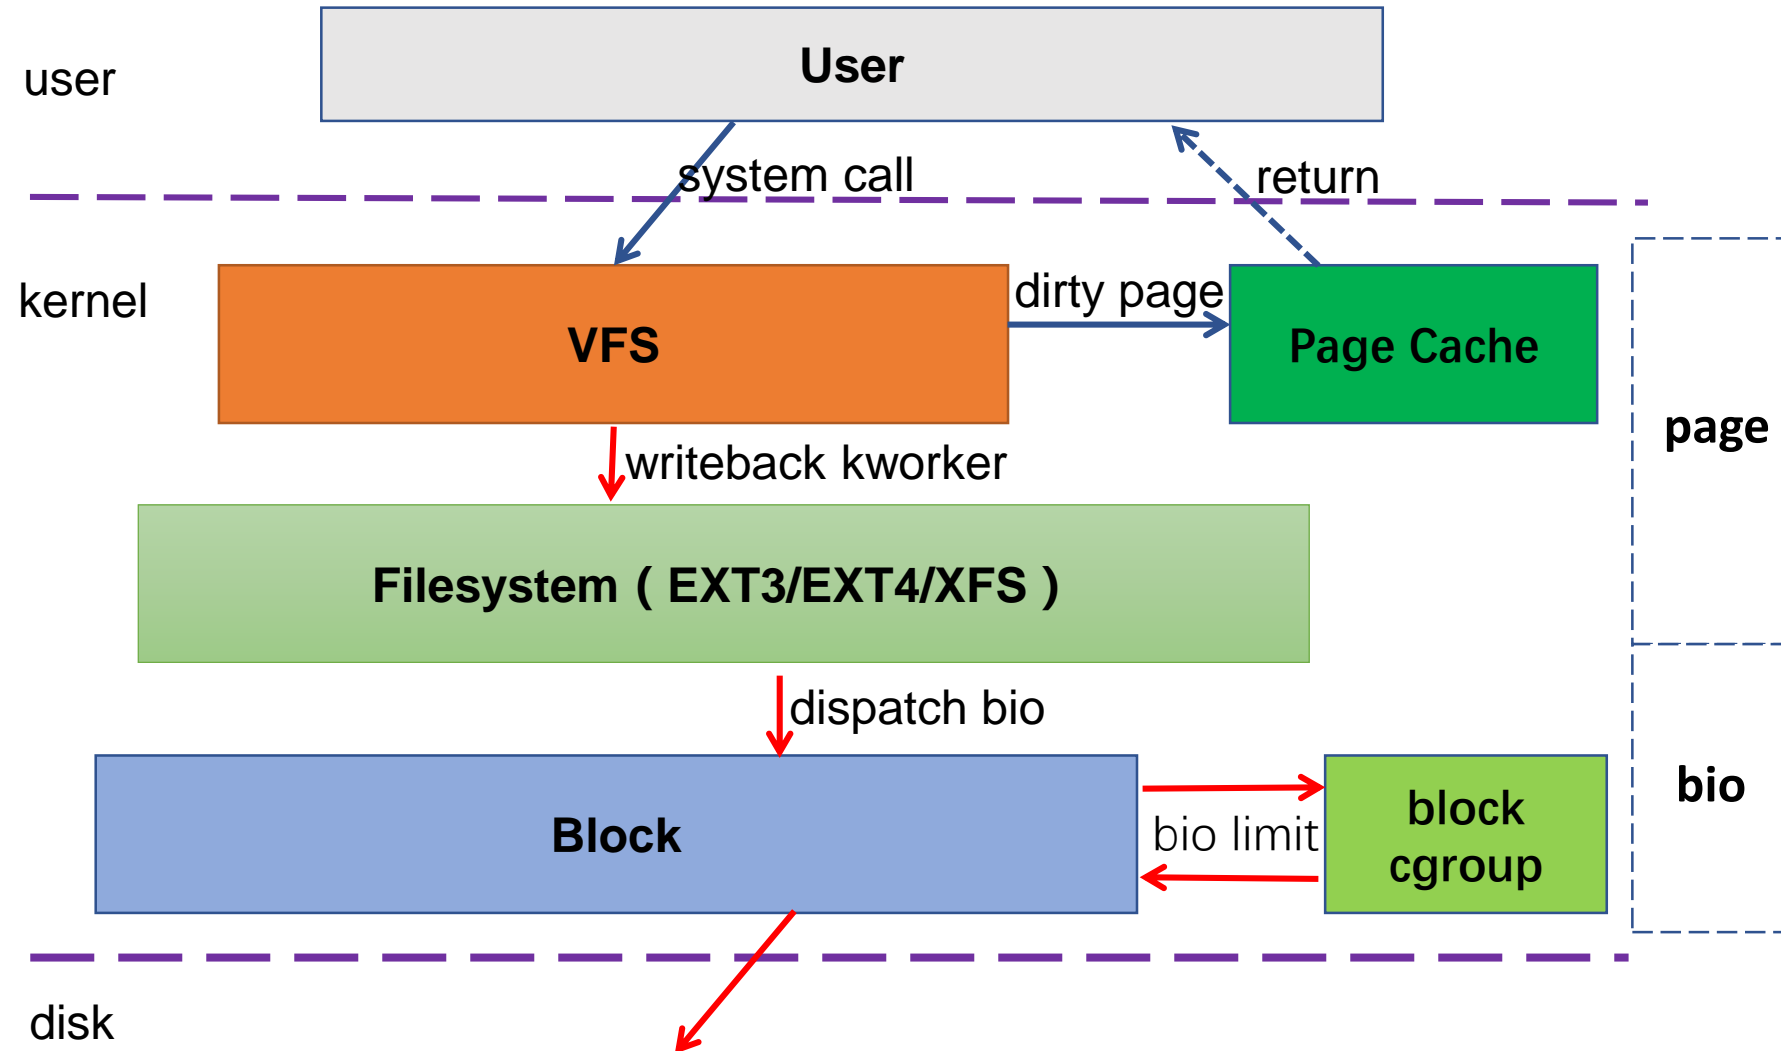 User
user
system call
return
kernel
dirty page
VFS
Page Cache
page
writeback kworker
Filesystem ( EXT3/EXT4/XFS )
dispatch bio
bio
block
cgroup
bio limit
Block
disk